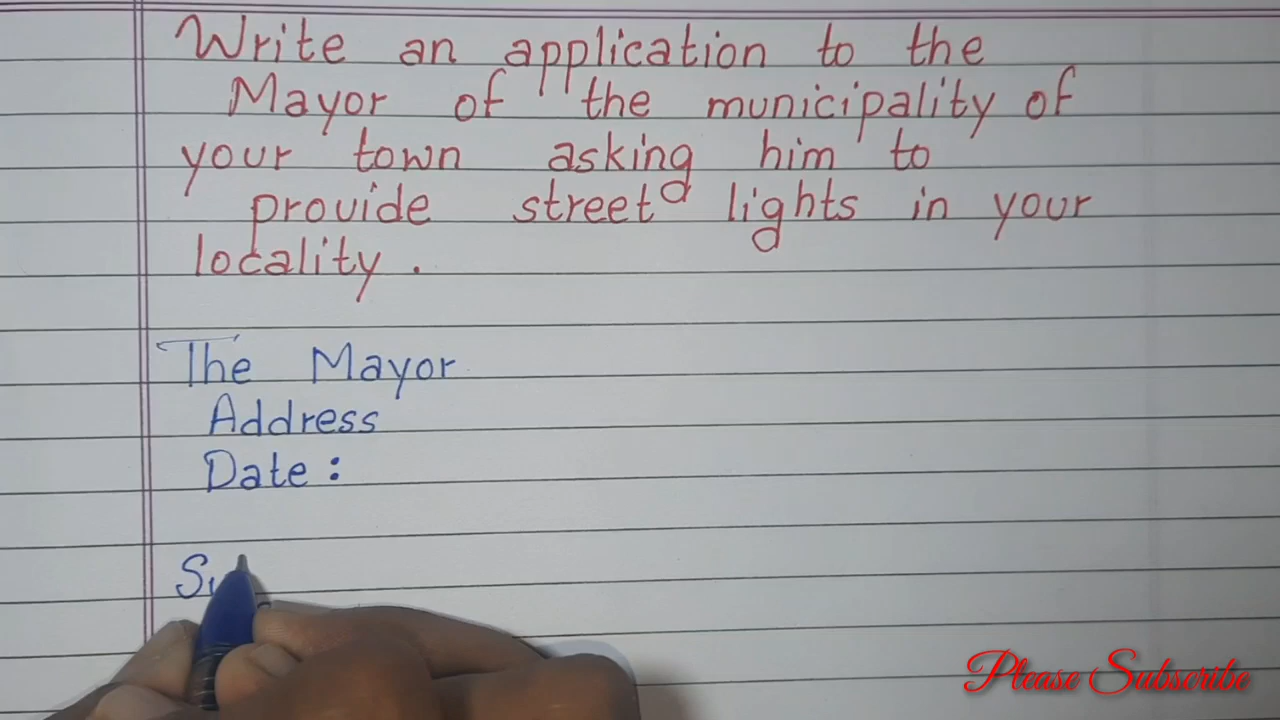 Write an application to the
Mayor of the municipality of
your town asking him to
provide street lights in your
locality.
The Mayor
Address
Date:
Please Subscribe